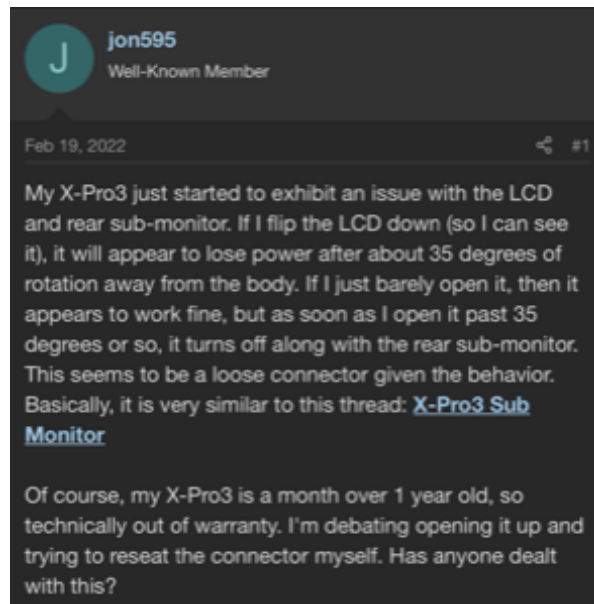 J
jon595
Well-Known Member
Feb 19, 2022
#1
My X-Pro3 just started to exhibit an issue with the LCD
and rear sub-monitor. If I flip the LCD down (so I can see
it), it will appear to lose power after about 35 degrees of
rotation away from the body. If I just barely open it, then it
appears to work fine, but as soon as I open it past 35
degrees or so, it turns off along with the rear sub-monitor.
This seems to be a loose connector given the behavior.
Basically, it is very similar to this thread: X-Pro3 Sub
Monitor
Of course, my X-Pro3 is a month over 1 year old, so
technically out of warranty. I'm debating opening it up and
trying to reseat the connector myself. Has anyone dealt
with this?